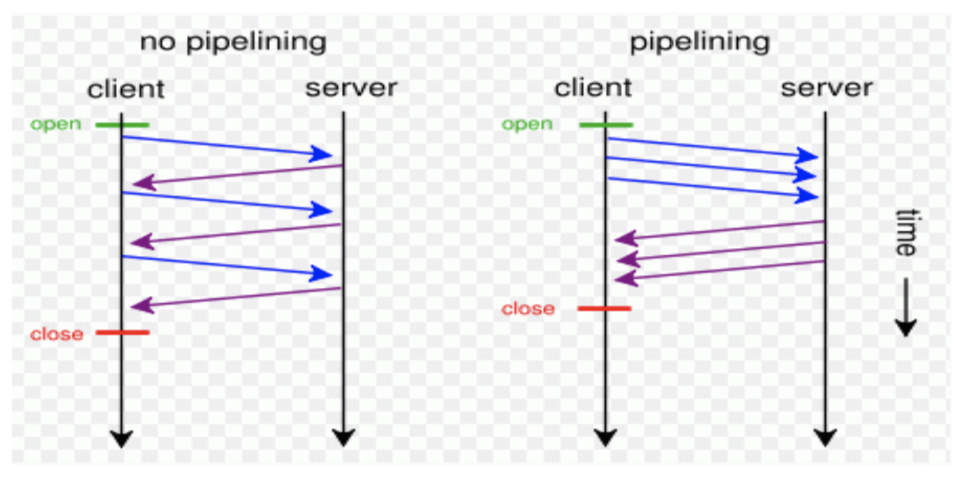 no pipelining
client
server
open
close
pipelining
client
server
open
close
time